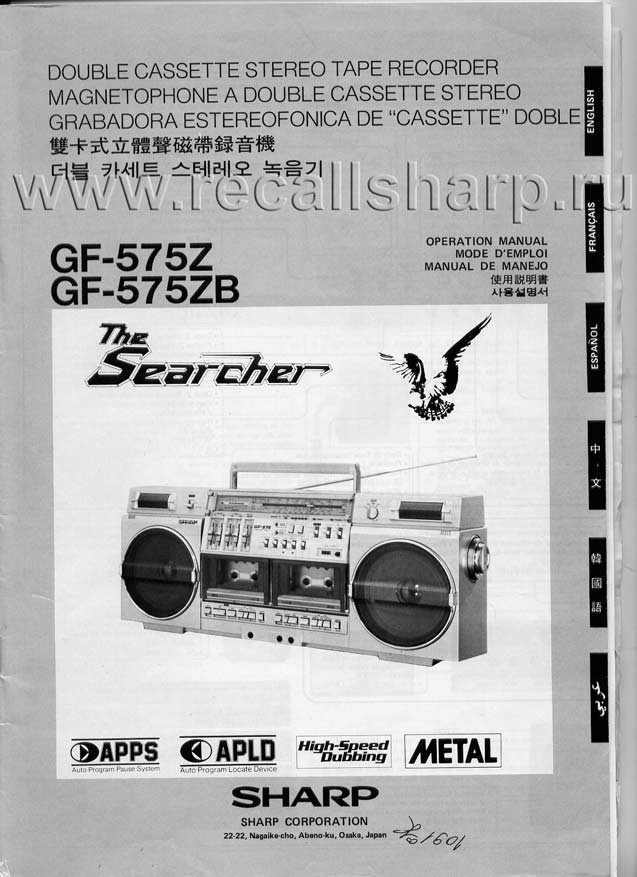 DOUBLE CASSETTE STEREO TAPE RECORDER
MAGNETOPHONE A DOUBLE CASSETTE STEREO
GRABADORA ESTEREOFONICA DE “CASSETTE” DOBLE
雙卡式立體聲磁帶録音機
더블 카세트 스테레오 녹음기
www.recallsharp.ru
GF-575Z
GF-575ZB
OPERATION MANUAL
MODE D'EMPLOI
MANUAL DE MANEJO
使用説明書
사용설명서
ENGLISH
FRANÇAIS
ESPAÑOL
中・文
韓國語
عربي
The
Searcher
GF-575
APPS
Auto Program Pause System
APLD
Auto Program Locate Device
High-Speed
Dubbing
METAL
SHARP
SHARP CORPORATION
22-22, Nagaike-cho, Abeno-ku, Osaka, Japan